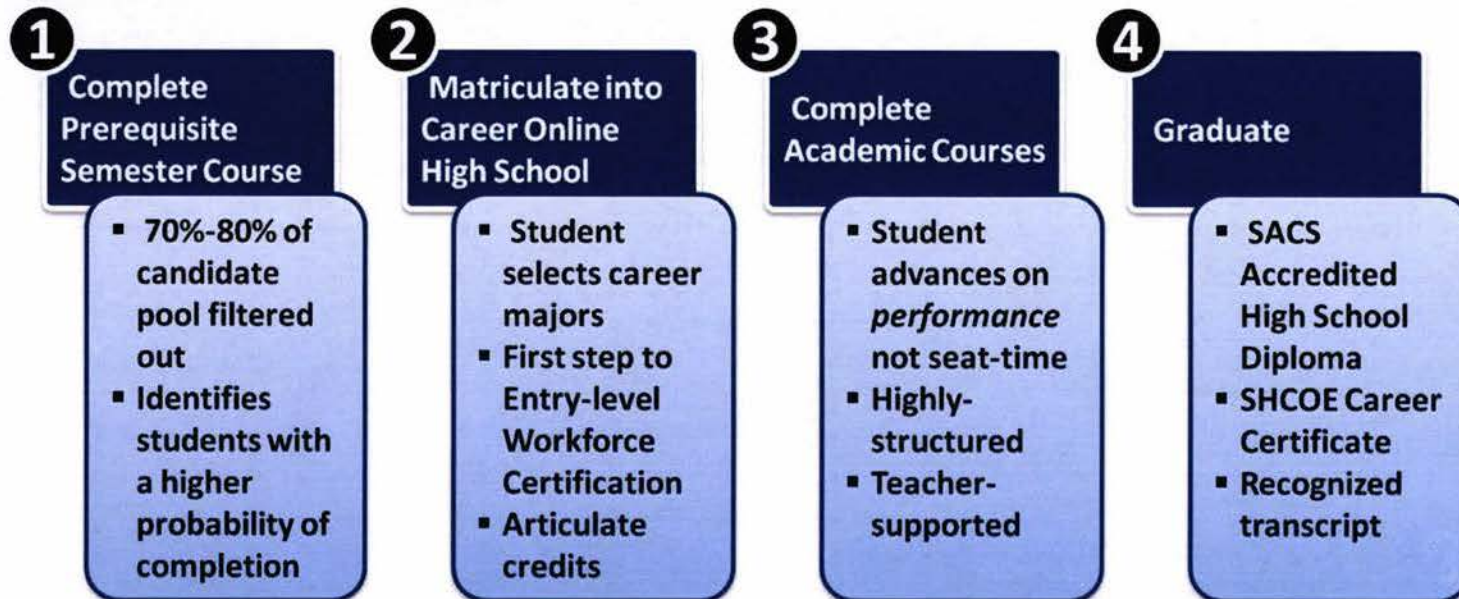 1
Complete
Prerequisite
Semester Course
▪ 70%-80% of
candidate
pool filtered
out
▪ Identifies
students with
a higher
probability of
completion
2
Matriculate into
Career Online
High School
▪ Student
selects career
majors
▪ First step to
Entry-level
Workforce
Certification
▪ Articulate
credits
3
Complete
Academic Courses
▪ Student
advances on
performance
not seat-time
▪ Highly-
structured
▪ Teacher-
supported
4
Graduate
▪ SACS
Accredited
High School
Diploma
▪ SHCOE Career
Certificate
▪ Recognized
transcript